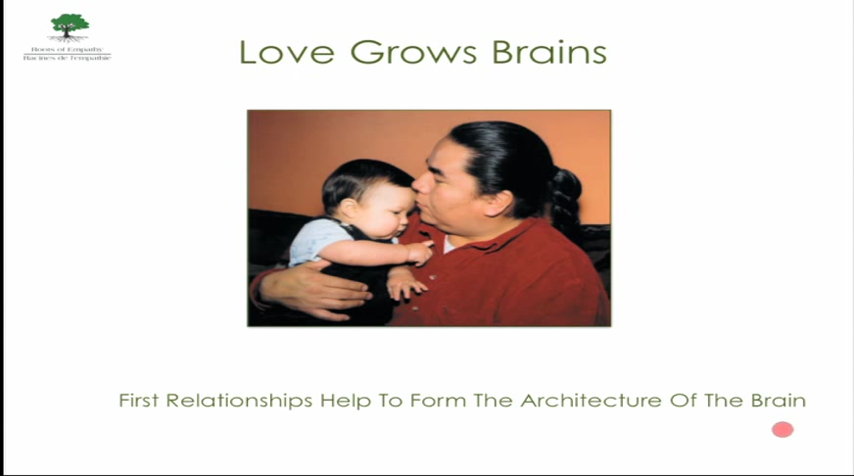 Roots of Empathy
Racines de l'empathie
Love Grows Brains
First Relationships Help To Form The Architecture Of The Brain